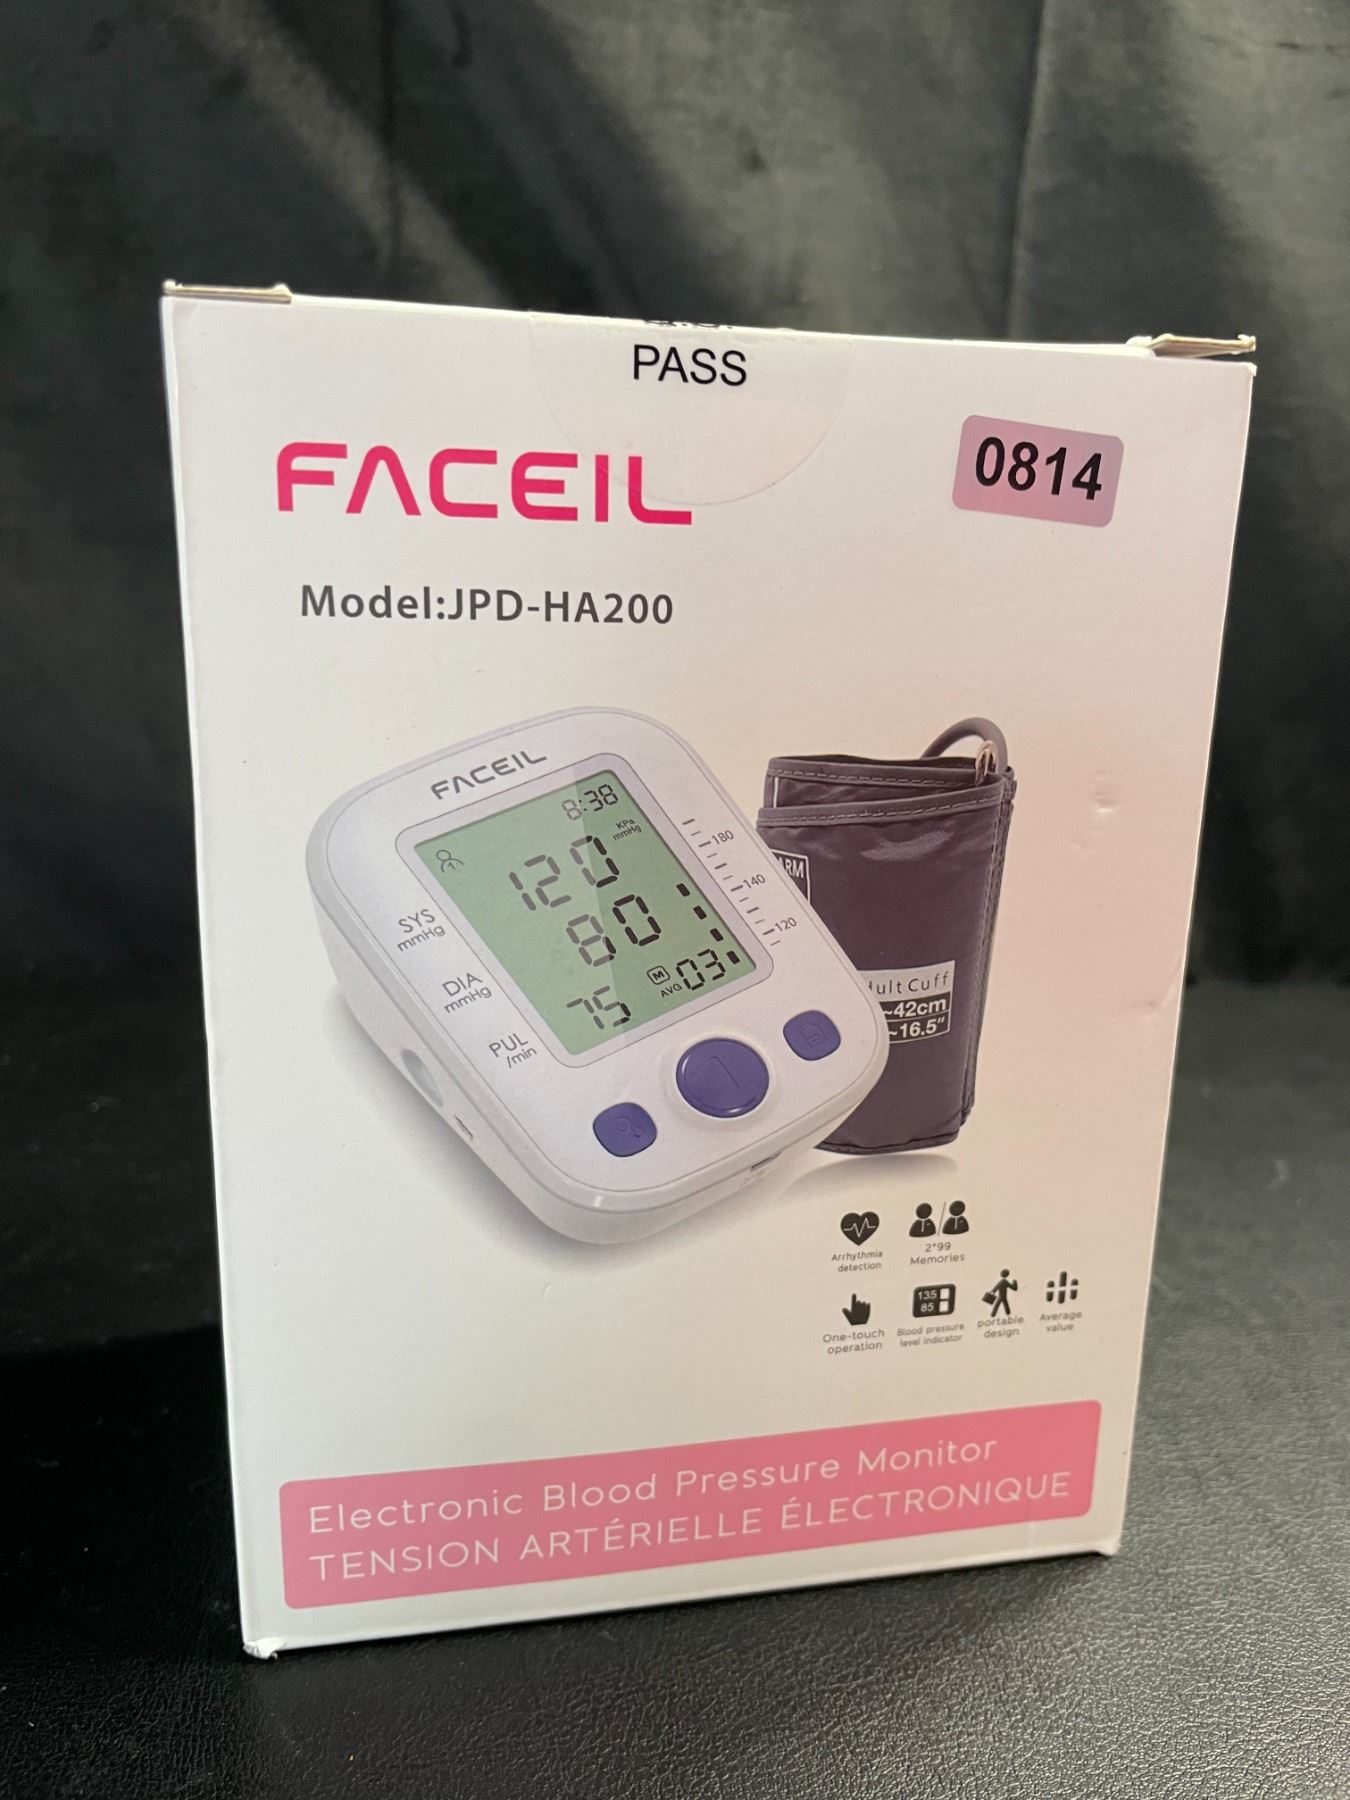 PASS
FACEIL
0814
Model:JPD-HA200
FACEIL
8:38
KPa
mmHg
120
180
SYS
mmHg
80
140
DIA
mmHg
M
AVG
03
120
75
PUL
/min
Cuff
~42cm
~16.5"
Arrhythmia
detection
2*99
Memories
135
85
One-touch
operation
Blood pressure
level indicator
portable
design
Average
value
Electronic Blood Pressure Monitor
TENSION ARTÉRIELLE ÉLECTRONIQUE